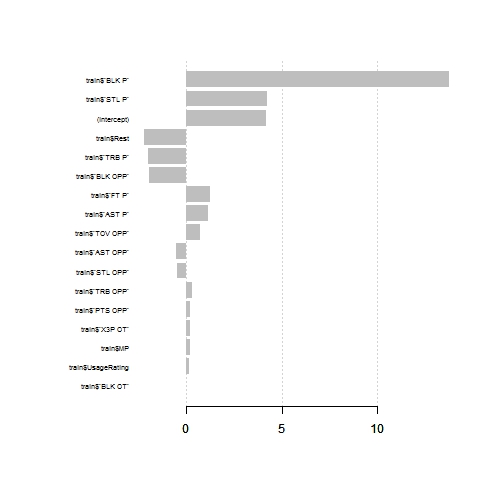 train$`BLK P`
train$`STL P`
(Intercept)
train$Rest
train$`TRB P`
train$`BLK OPP`
train$`FT P`
train$`AST P`
train$`TOV OPP`
train$`AST OPP`
train$`STL OPP`
train$`TRB OPP`
train$`PTS OPP`
train$`X3P OT`
train$MP
train$UsageRating
train$`BLK OT`
0 5 10